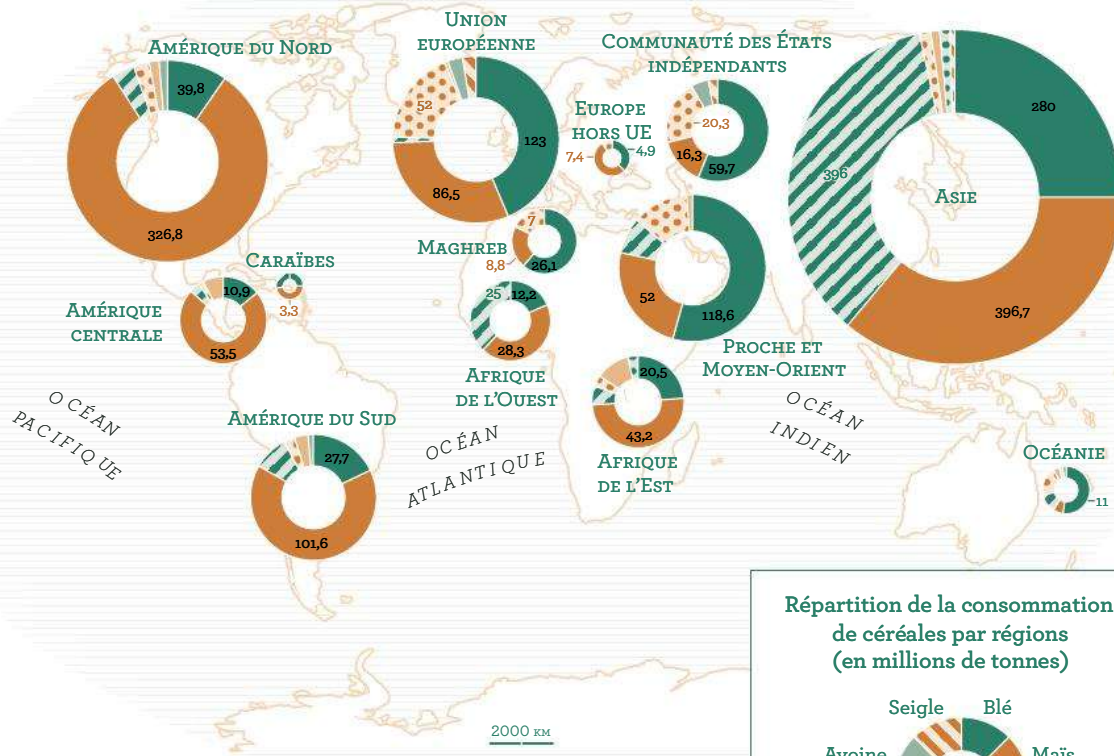 Amérique du Nord
39,8
326,8
Union
européenne
52
123
86,5
Communauté des États
indépendants
20,3
16,3
59,7
Europe
hors UE
7,4
4,9
Asie
280
396
396,7
Maghreb
7
8,8
26,1
Caraïbes
3,3
Amérique
centrale
10,9
53,5
25
12,2
28,3
Afrique
de l'Ouest
52
118,6
Proche et
Moyen-Orient
20,5
43,2
Afrique
de l'Est
Amérique du Sud
27,7
101,6
OCÉAN
PACIFIQUE
OCÉAN
ATLANTIQUE
OCÉAN
INDIEN
Océanie
11
2000 km
Répartition de la consommation
de céréales par régions
(en millions de tonnes)
Seigle
Blé
Avoine
Maïs